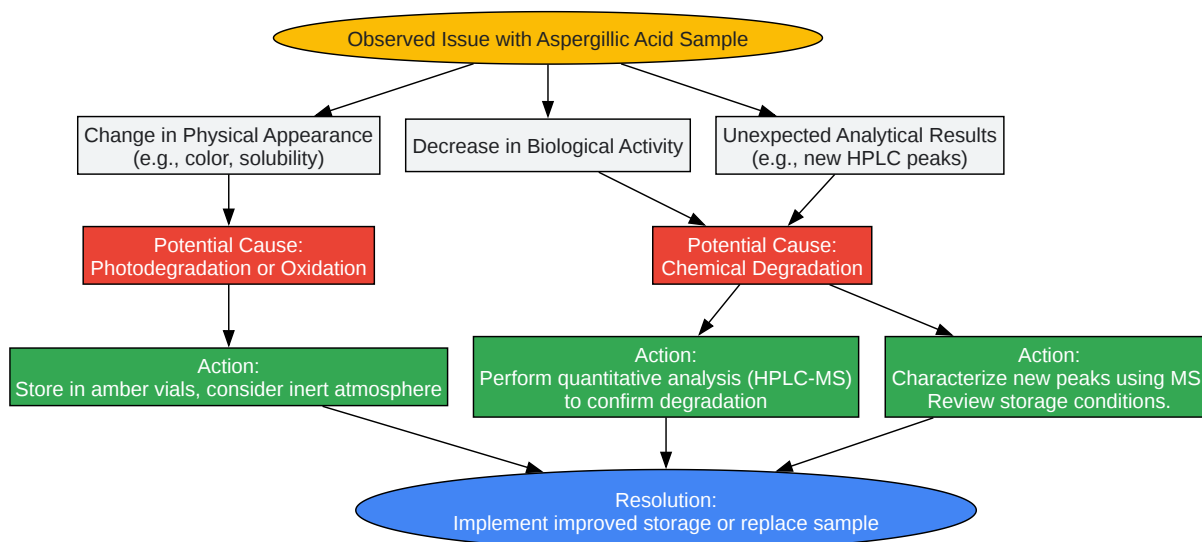 Observed Issue with Aspergillic Acid Sample
Change in Physical Appearance
(e.g., color, solubility)
Decrease in Biological Activity
Unexpected Analytical Results
(e.g., new HPLC peaks)
Potential Cause:
Photodegradation or Oxidation
Potential Cause:
Chemical Degradation
Action:
Store in amber vials, consider inert atmosphere
Action:
Perform quantitative analysis (HPLC-MS)
to confirm degradation
Action:
Characterize new peaks using MS.
Review storage conditions.
Resolution:
Implement improved storage or replace sample